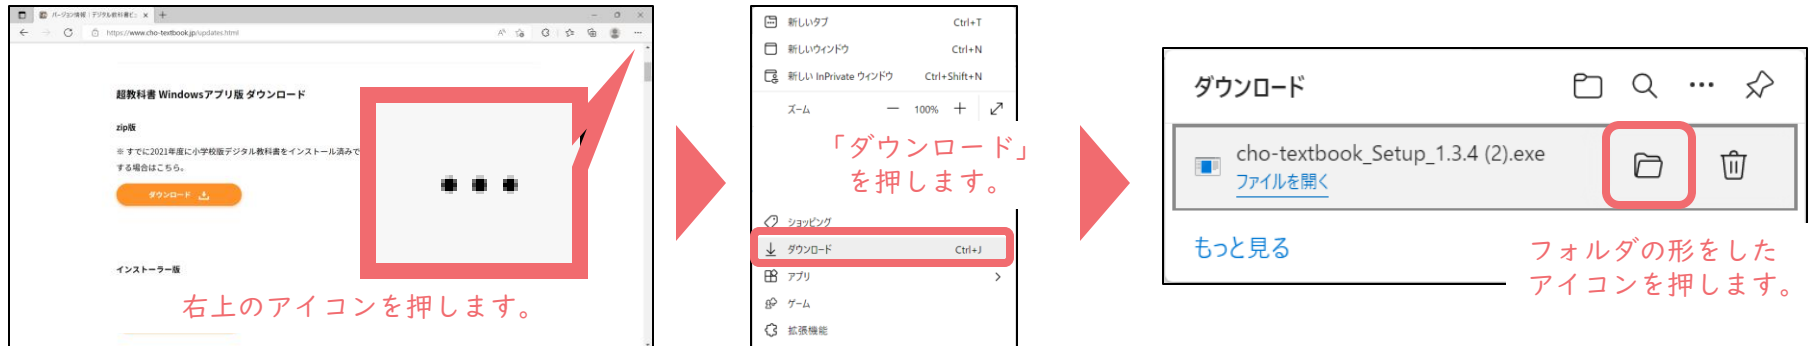 バージョン情報｜デジタル教科書ビュ
https://www.cho-textbook.jp/updates.html
超教科書 Windowsアプリ版 ダウンロード
zip版
※ すでに2021年度に小学校版デジタル教科書をインストール済みで
する場合はこちら。
ダウンロード
インストーラー版
右上のアイコンを押します。
新しいタブ Ctrl+T
新しいウィンドウ Ctrl+N
新しい InPrivate ウィンドウ Ctrl+Shift+N
ズーム — 100% +
「ダウンロード」
を押します。
ショッピング
ダウンロード Ctrl+J
アプリ
ゲーム
拡張機能
ダウンロード
cho-textbook_Setup_1.3.4 (2).exe
ファイルを開く
もっと見る
フォルダの形をした
アイコンを押します。